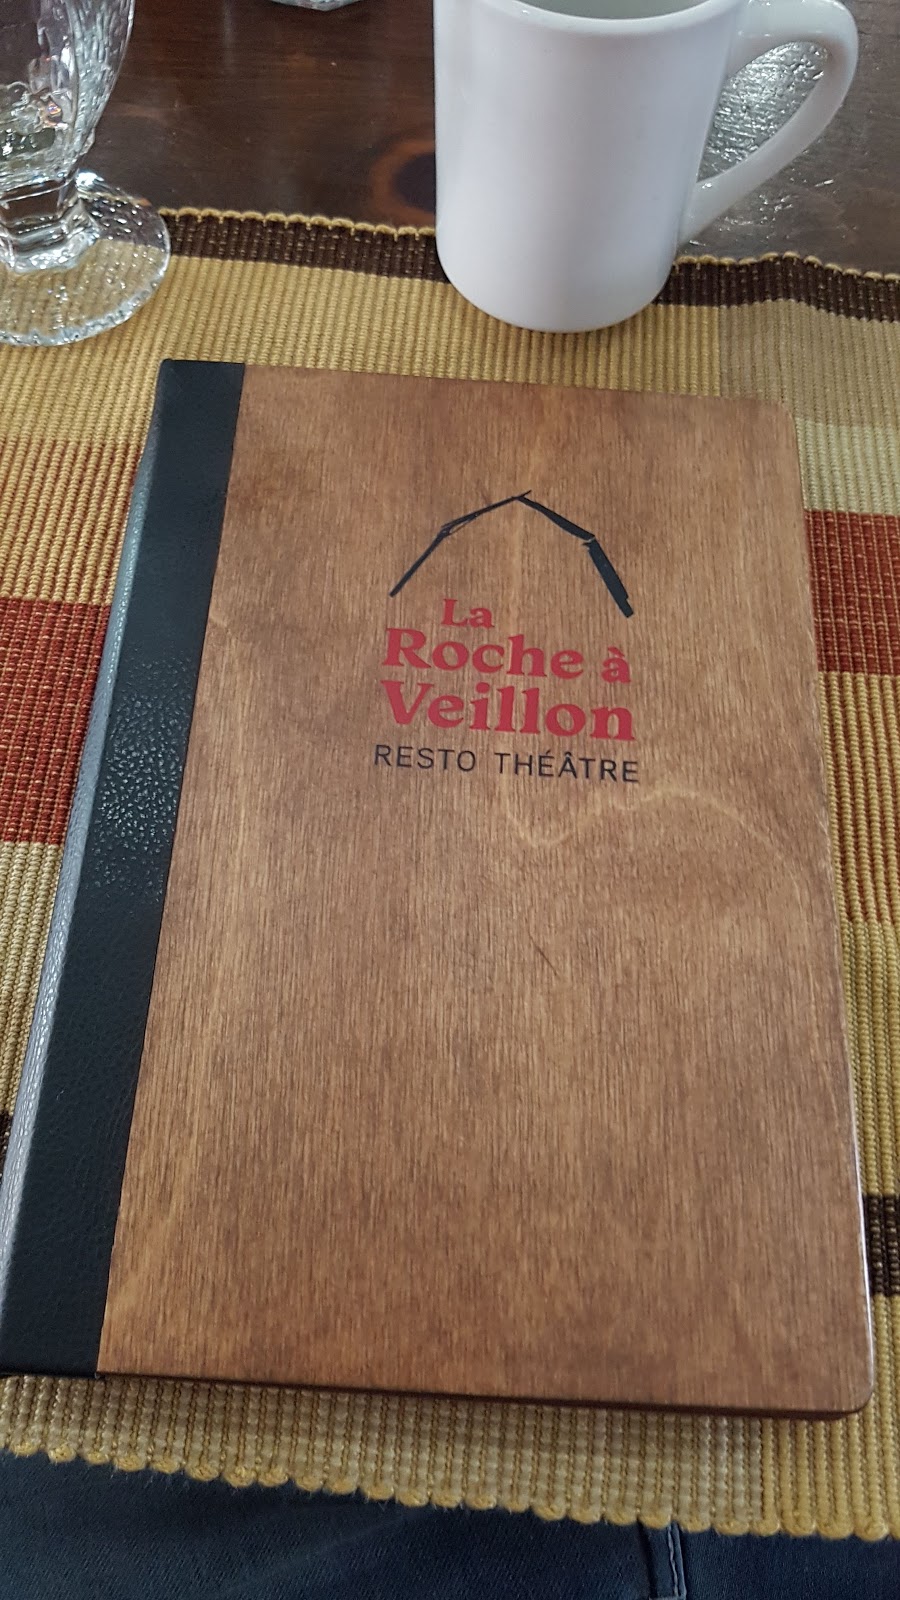 La
Roche à
Veillon
RESTO THÉÂTRE